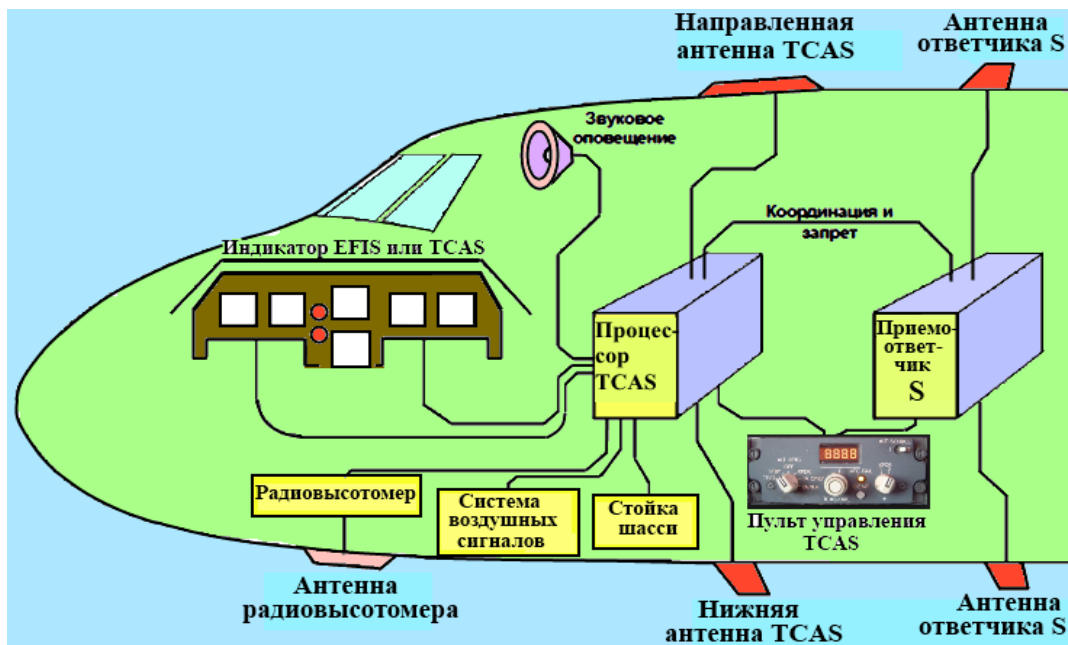 Направленная
антенна TCAS
Антенна
ответчика S
Звуковое
оповещение
Координация и
запрет
Индикатор EFIS или TCAS
Процес-
сор
TCAS
Приемо-
ответ-
чик
S
8888
Радиовысотомер
Система
воздушных
сигналов
Стойка
шасси
Пульт управления
TCAS
Антенна
радиовысотомера
Нижняя
антенна TCAS
Антенна
ответчика S